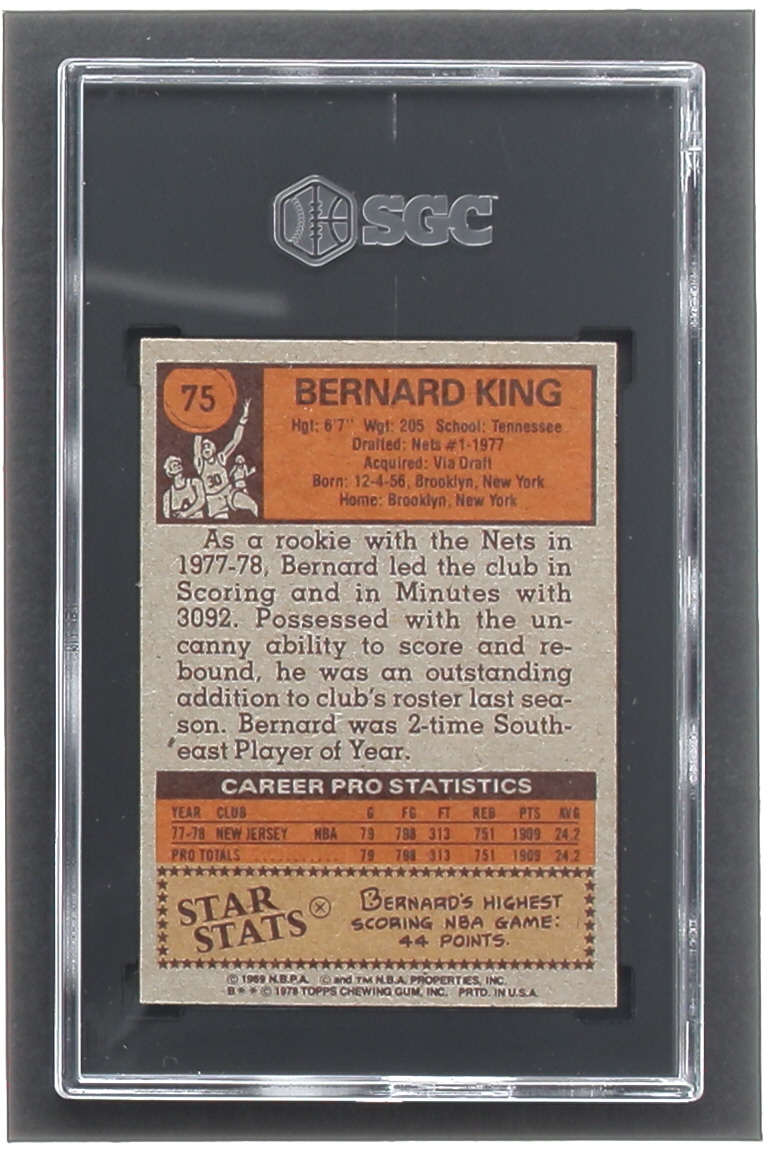 SGC
75
BERNARD KING
Hgt: 6'7" Wgt: 205 School: Tennessee
Drafted: Nets #1-1977
Acquired: Via Draft
Born: 12-4-56, Brooklyn, New York
Home: Brooklyn, New York
30
As a rookie with the Nets in
1977-78, Bernard led the club in
Scoring and in Minutes with
3092. Possessed with the un-
canny ability to score and re-
bound, he was an outstanding
addition to club's roster last sea-
son. Bernard was 2-time South-
east Player of Year.
CAREER PRO STATISTICS
YEAR CLUB G FG FT REB PTS AVG
77-78 NEW JERSEY NBA 79 798 313 751 1909 24.2
PRO TOTALS ........... 79 798 313 751 1909 24.2
STAR STATS
BERNARD'S HIGHEST
SCORING NBA GAME:
44 POINTS.
© 1969 N.B.P.A. © and TM N.B.A. PROPERTIES, INC.
B * * © 1978 TOPPS CHEWING GUM, INC. PRTD. IN U.S.A.